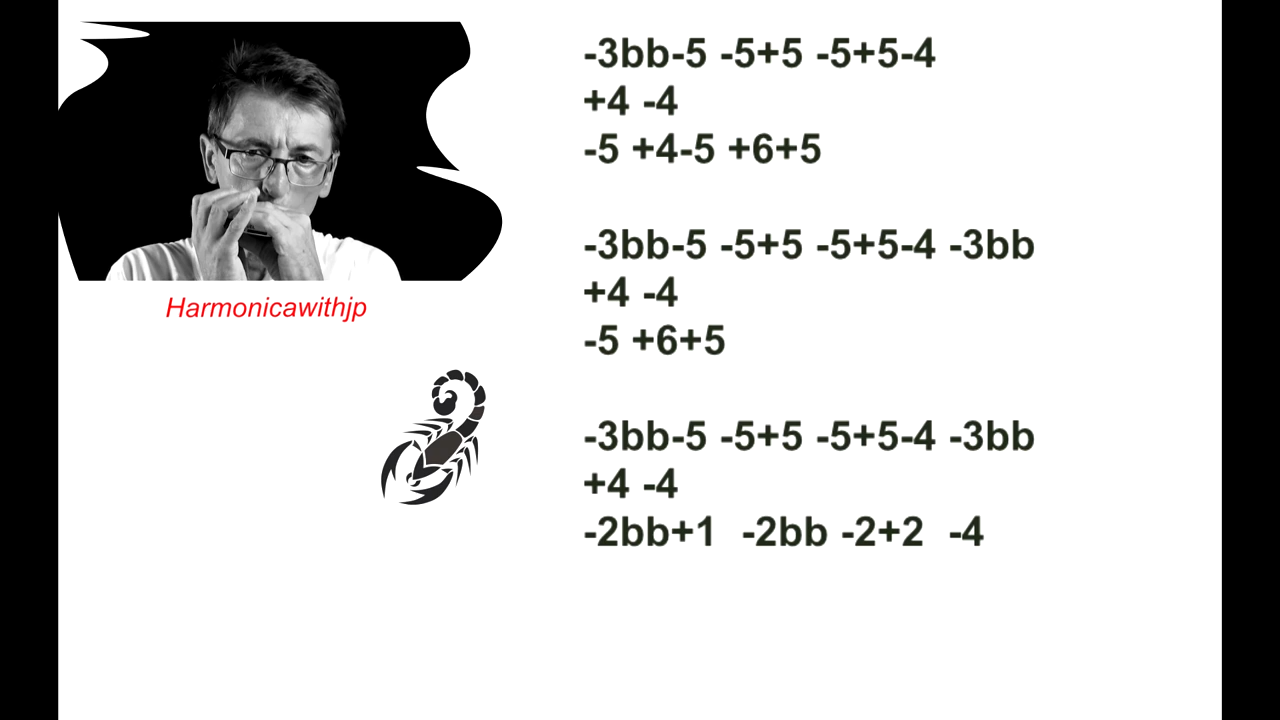 -3bb-5 -5+5 -5+5-4
+4 -4
-5 +4-5 +6+5
-3bb-5 -5+5 -5+5-4 -3bb
+4 -4
-5 +6+5
-3bb-5 -5+5 -5+5-4 -3bb
+4 -4
-2bb+1  -2bb -2+2  -4
Harmonicawithjp